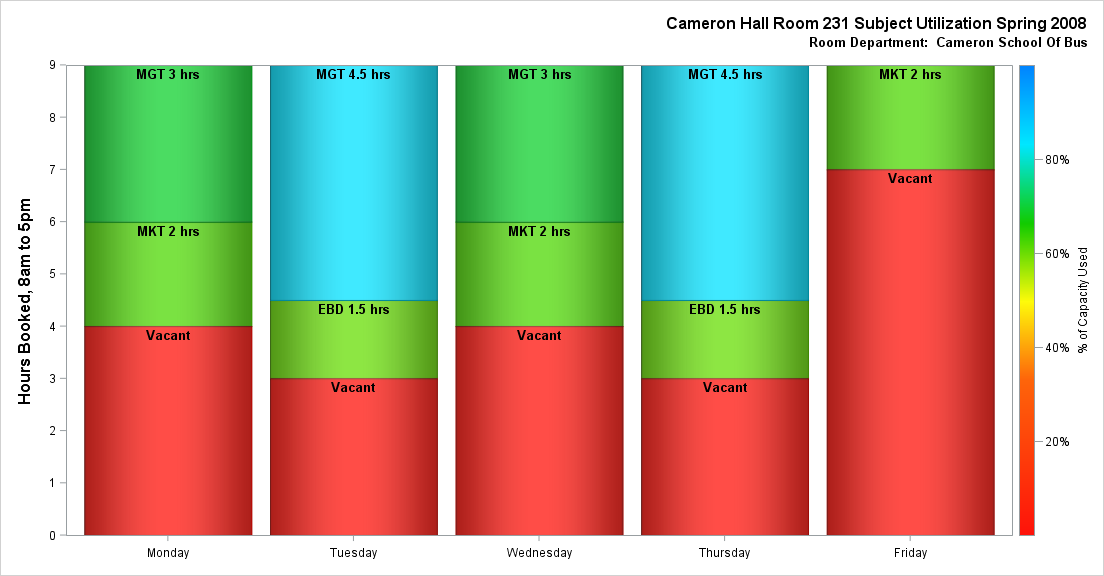 Cameron Hall Room 231 Subject Utilization Spring 2008
Room Department:  Cameron School Of Bus
Hours Booked, 8am to 5pm
9
8
7
6
5
4
3
2
1
0
MGT 3 hrs
MKT 2 hrs
Vacant
Monday
MGT 4.5 hrs
EBD 1.5 hrs
Vacant
Tuesday
MGT 3 hrs
MKT 2 hrs
Vacant
Wednesday
MGT 4.5 hrs
EBD 1.5 hrs
Vacant
Thursday
MKT 2 hrs
Vacant
Friday
80%
60%
40%
20%
% of Capacity Used